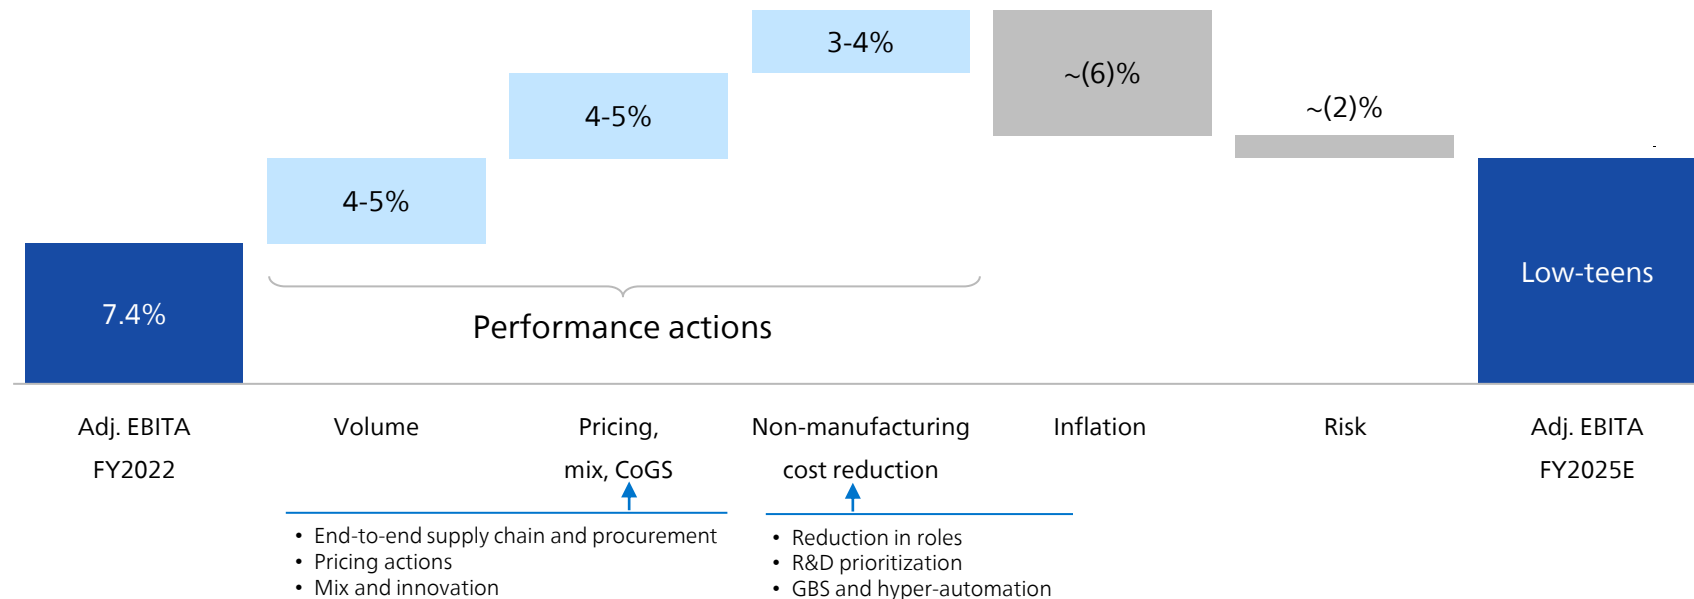 3-4%
~(6)%
4-5%
~(2)%
4-5%
Low-teens
7.4%
Performance actions
Adj. EBITA
FY2022
Volume
Pricing,
mix, CoGS
Non-manufacturing
cost reduction
Inflation
Risk
Adj. EBITA
FY2025E
• End-to-end supply chain and procurement
• Pricing actions
• Mix and innovation
• Reduction in roles
• R&D prioritization
• GBS and hyper-automation